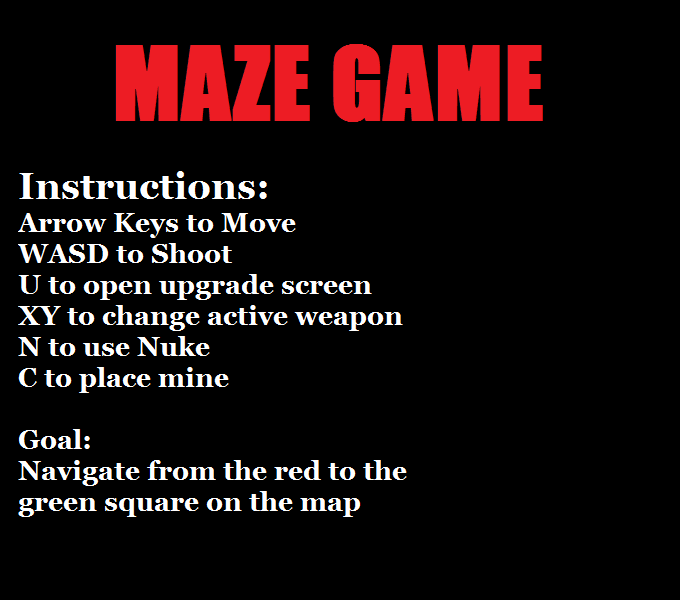 MAZE GAME
Instructions:
Arrow Keys to Move
WASD to Shoot
U to open upgrade screen
XY to change active weapon
N to use Nuke
C to place mine
Goal:
Navigate from the red to the
green square on the map